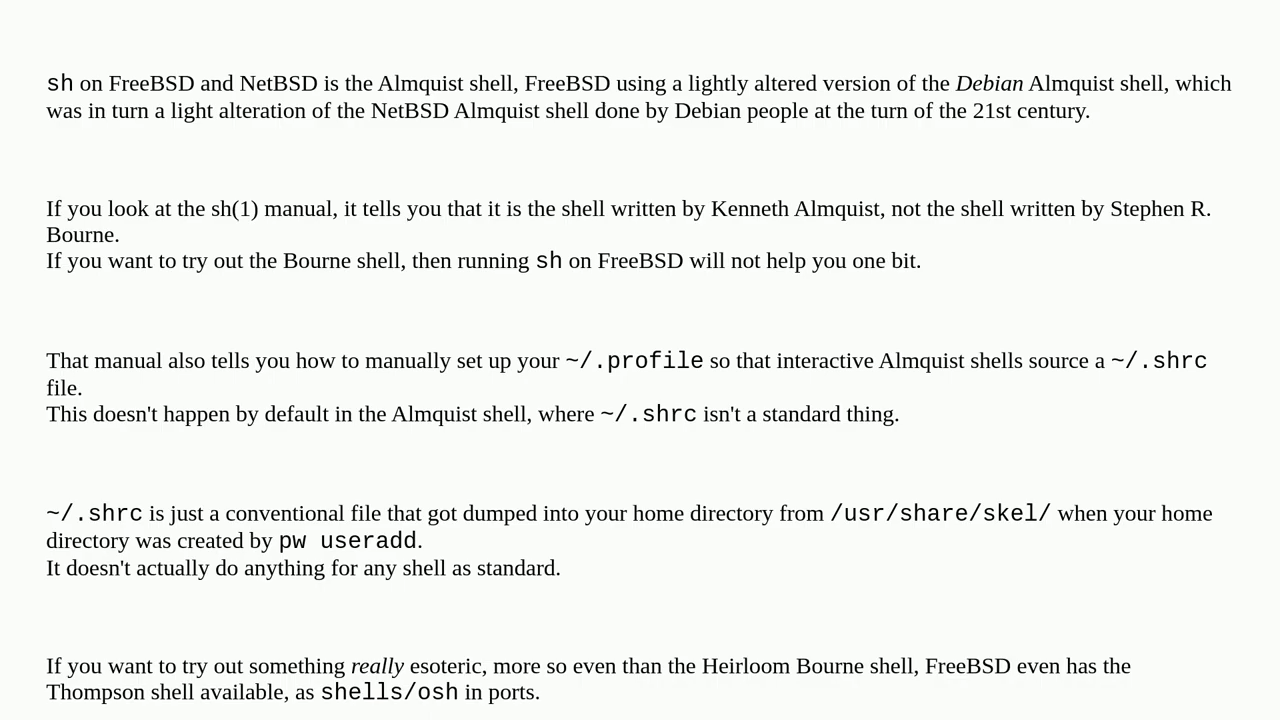 sh on FreeBSD and NetBSD is the Almquist shell, FreeBSD using a lightly altered version of the Debian Almquist shell, which
was in turn a light alteration of the NetBSD Almquist shell done by Debian people at the turn of the 21st century.
If you look at the sh(1) manual, it tells you that it is the shell written by Kenneth Almquist, not the shell written by Stephen R.
Bourne.
If you want to try out the Bourne shell, then running sh on FreeBSD will not help you one bit.
That manual also tells you how to manually set up your ~/.profile so that interactive Almquist shells source a ~/.shrc
file.
This doesn't happen by default in the Almquist shell, where ~/.shrc isn't a standard thing.
~/.shrc is just a conventional file that got dumped into your home directory from /usr/share/skel/ when your home
directory was created by pw useradd.
It doesn't actually do anything for any shell as standard.
If you want to try out something really esoteric, more so even than the Heirloom Bourne shell, FreeBSD even has the
Thompson shell available, as shells/osh in ports.